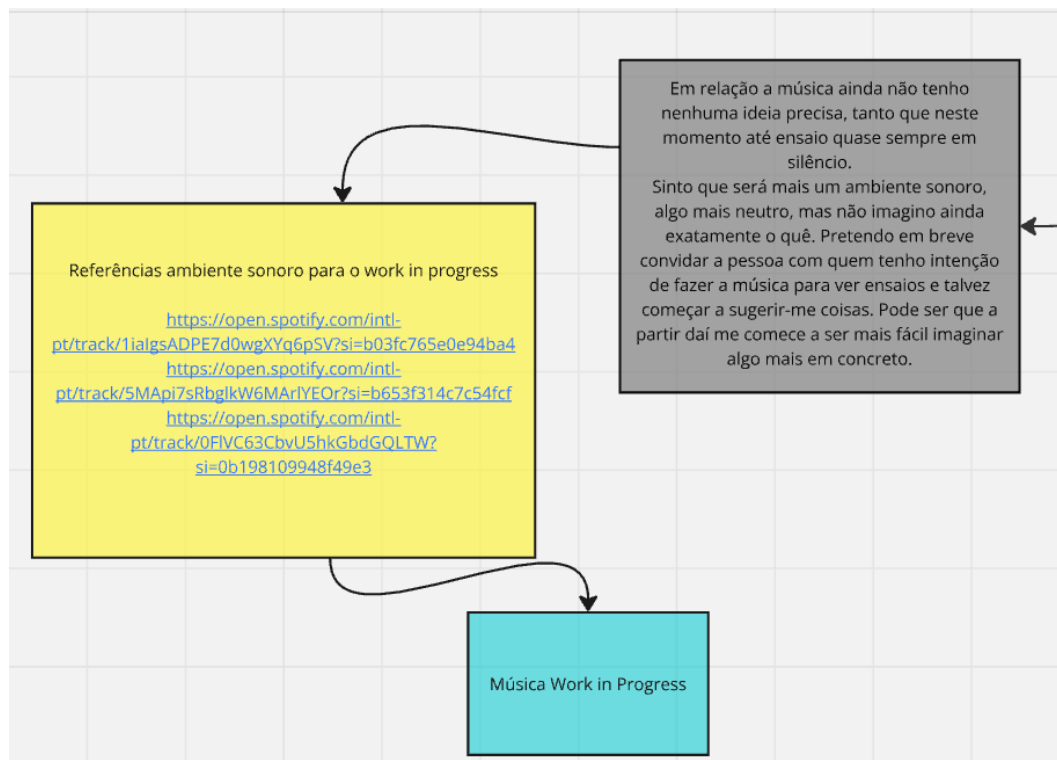 Em relação a música ainda não tenho
nenhuma ideia precisa, tanto que neste
momento até ensaio quase sempre em
silêncio.
Sinto que será mais um ambiente sonoro,
algo mais neutro, mas não imagino ainda
exatamente o quê. Pretendo em breve
convidar a pessoa com quem tenho intenção
de fazer a música para ver ensaios e talvez
começar a sugerir-me coisas. Pode ser que a
partir daí me comece a ser mais fácil imaginar
algo mais em concreto.
Referências ambiente sonoro para o work in progress
https://open.spotify.com/intl-
pt/track/1iaIgsADPE7d0wgXYq6pSV?si=b03fc765e0e94ba4
https://open.spotify.com/intl-
pt/track/5MApi7sRbglkW6MArlYEOr?si=b653f314c7c54fcf
https://open.spotify.com/intl-
pt/track/0FlVC63CbvU5hkGbdGQLTW?
si=0b198109948f49e3
Música Work in Progress